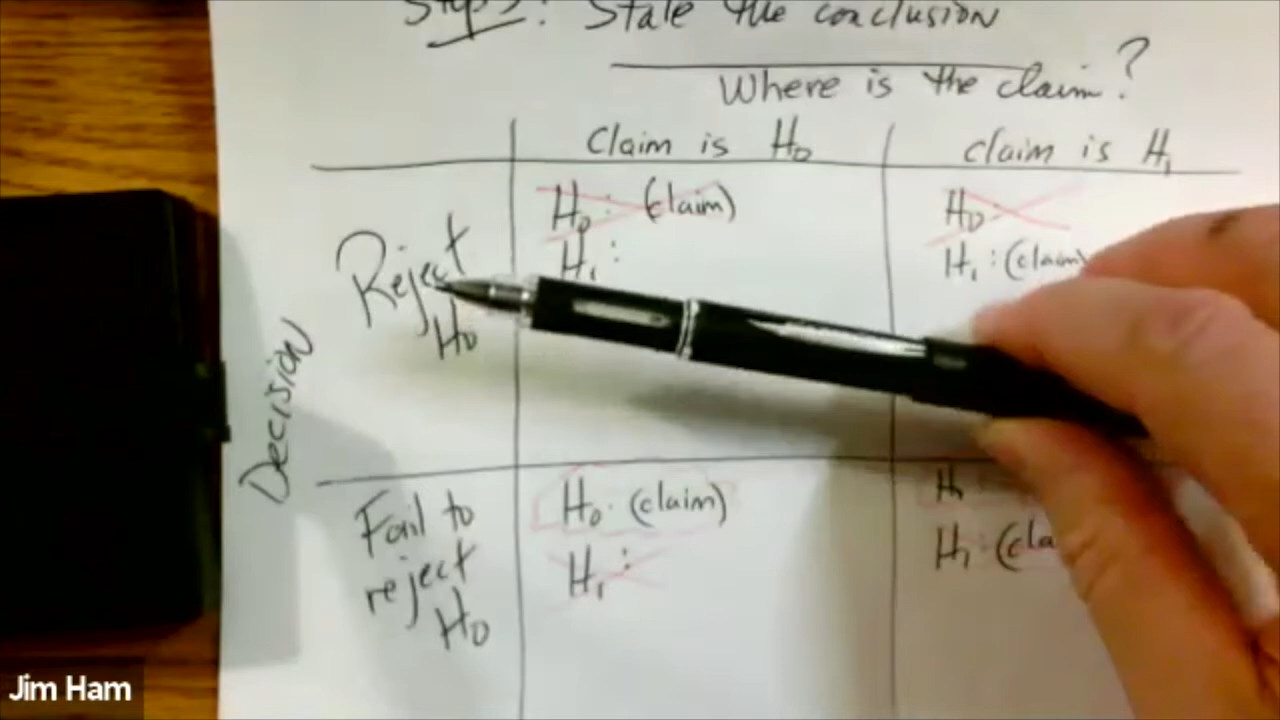 Step 5: State the conclusion
Where is the claim?
Claim is H₀
claim is H₁
Decision
Reject
H₀
H₀: (claim)
H₁:
H₀:
H₁: (claim)
Fail to
reject
H₀
H₀: (claim)
H₁:
H₁: (cla
Jim Ham